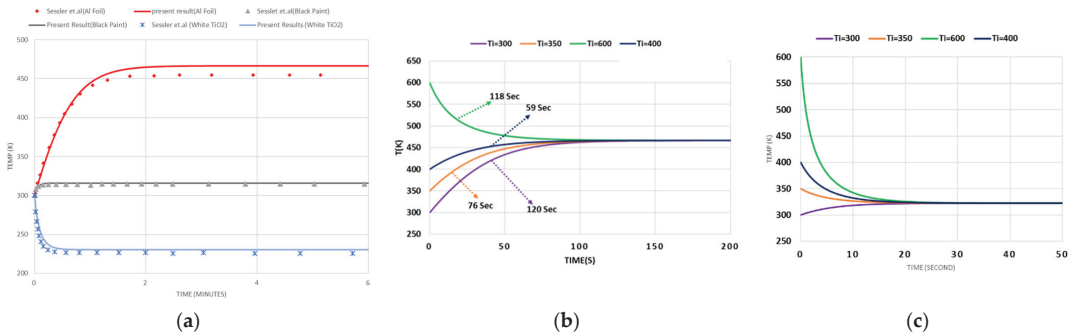 Sessler et.al(Al Foil) present result(Al Foil) Sesslet et.al(Black Paint)
Present Result(Black Paint) Sessler et.al (White TiO2) Present Results (White TiO2)
500
450
400
350
300
250
200
TEMP (K)
0 2 4 6
TIME (MINUTES)
(a)
Ti=300 Ti=350 Ti=600 Ti=400
T(K)
650
600
550
500
450
400
350
300
250
118 Sec
59 Sec
76 Sec
120 Sec
0 50 100 150 200
TIME(S)
(b)
Ti=300 Ti=350 Ti=600 Ti=400
600
550
500
450
400
350
300
250
TEMP (K)
0 10 20 30 40 50
TIME (SECOND)
(c)